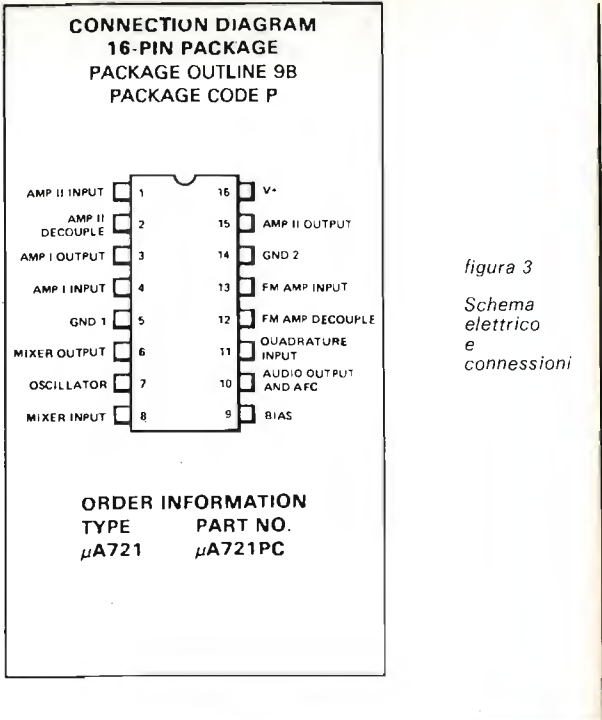 CONNECTION DIAGRAM
16-PIN PACKAGE
PACKAGE OUTLINE 9B
PACKAGE CODE P
AMP II INPUT 1 16 V+
AMP II DECOUPLE 2 15 AMP II OUTPUT
AMP I OUTPUT 3 14 GND 2
AMP I INPUT 4 13 FM AMP INPUT
GND 1 5 12 FM AMP DECOUPLE
MIXER OUTPUT 6 11 QUADRATURE INPUT
OSCILLATOR 7 10 AUDIO OUTPUT AND AFC
MIXER INPUT 8 9 BIAS
ORDER INFORMATION
TYPE PART NO.
μA721 μA721PC
figura 3
Schema
elettrico
e
connessioni